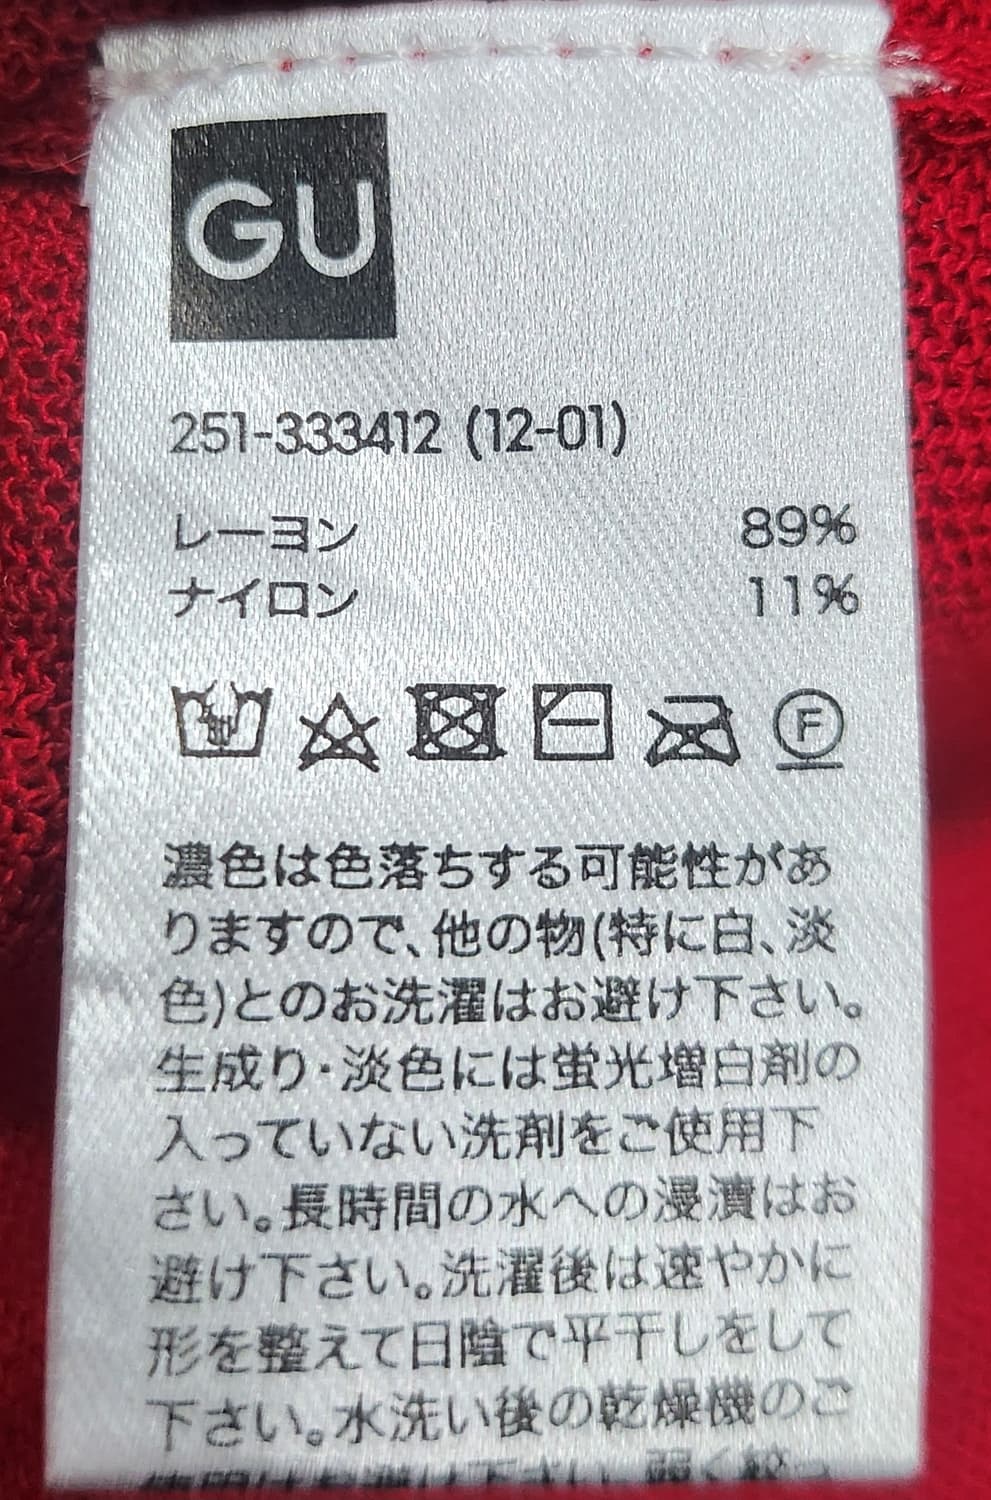 GU
251-333412 (12-01)
レーヨン 89%
ナイロン 11%
F
濃色は色落ちする可能性があ
りますので、他の物(特に白、淡
色)とのお洗濯はお避け下さい。
生成り・淡色には蛍光増白剤の
入っていない洗剤をご使用下
さい。長時間の水への浸漬はお
避け下さい。洗濯後は速やかに
形を整えて日陰で平干しをして
下さい。水洗い後の乾燥機のご